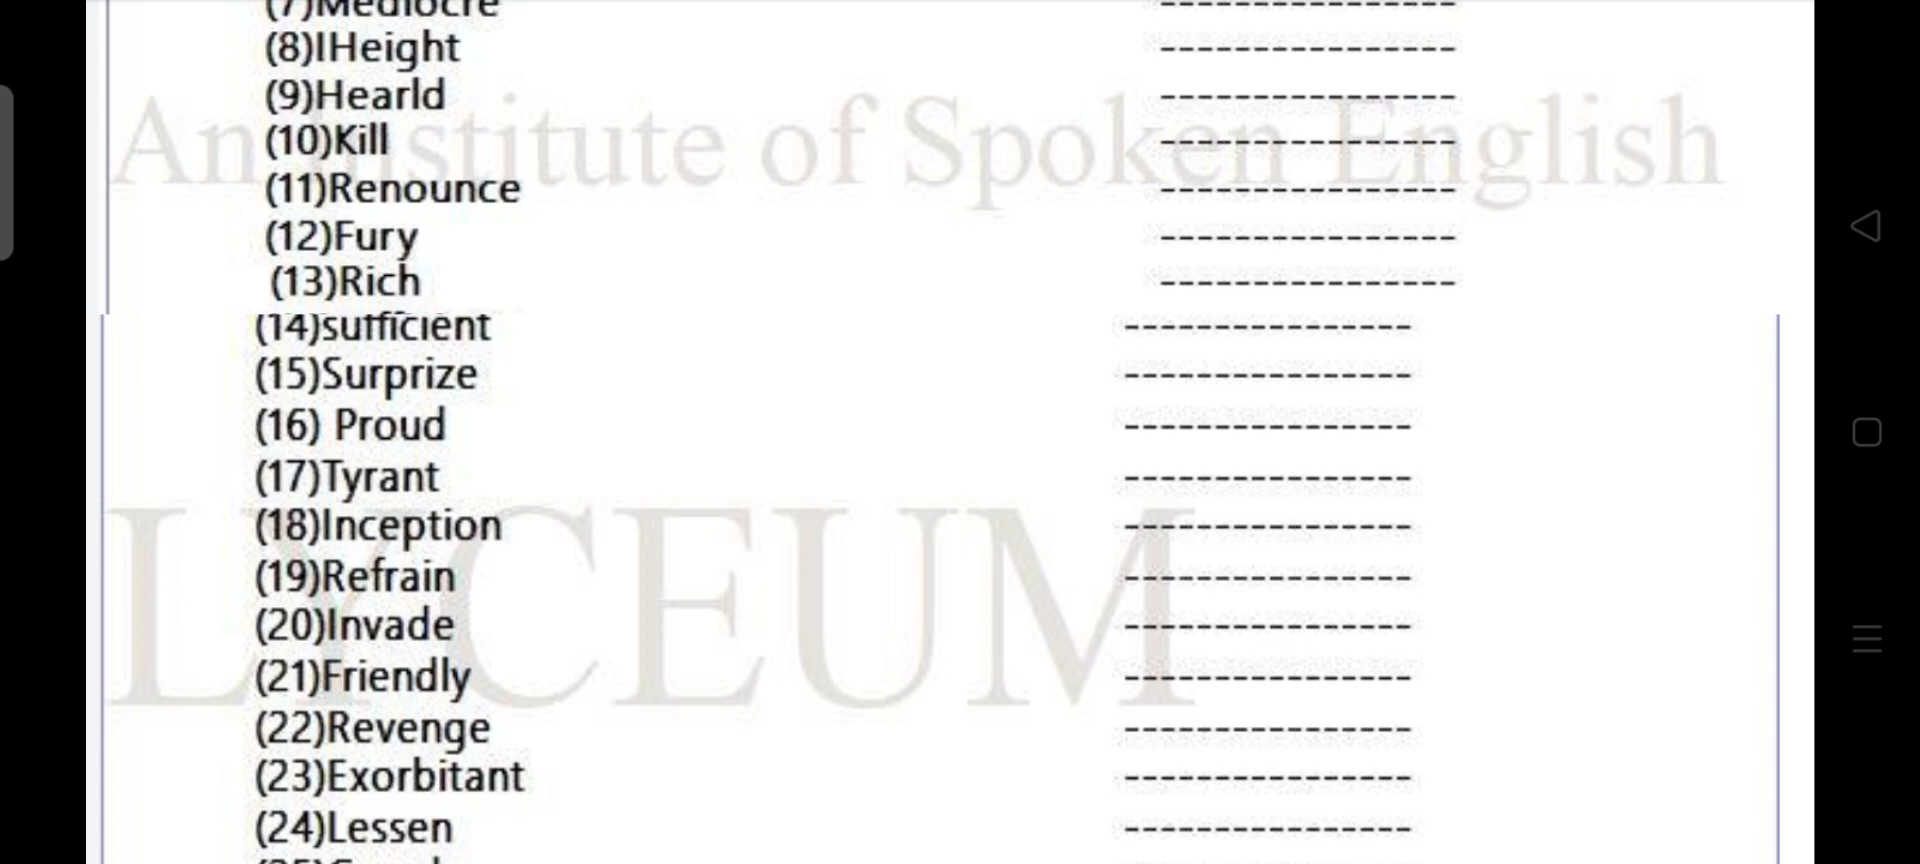 (7)Mediocre ----------------
(8)IHeight ----------------
(9)Hearld ----------------
(10)Kill ----------------
(11)Renounce ----------------
(12)Fury ----------------
(13)Rich ----------------
(14)sufficient ----------------
(15)Surprize ----------------
(16) Proud ----------------
(17)Tyrant ----------------
(18)Inception ----------------
(19)Refrain ----------------
(20)Invade ----------------
(21)Friendly ----------------
(22)Revenge ----------------
(23)Exorbitant ----------------
(24)Lessen ----------------
An Institute of Spoken English
LYCEUM